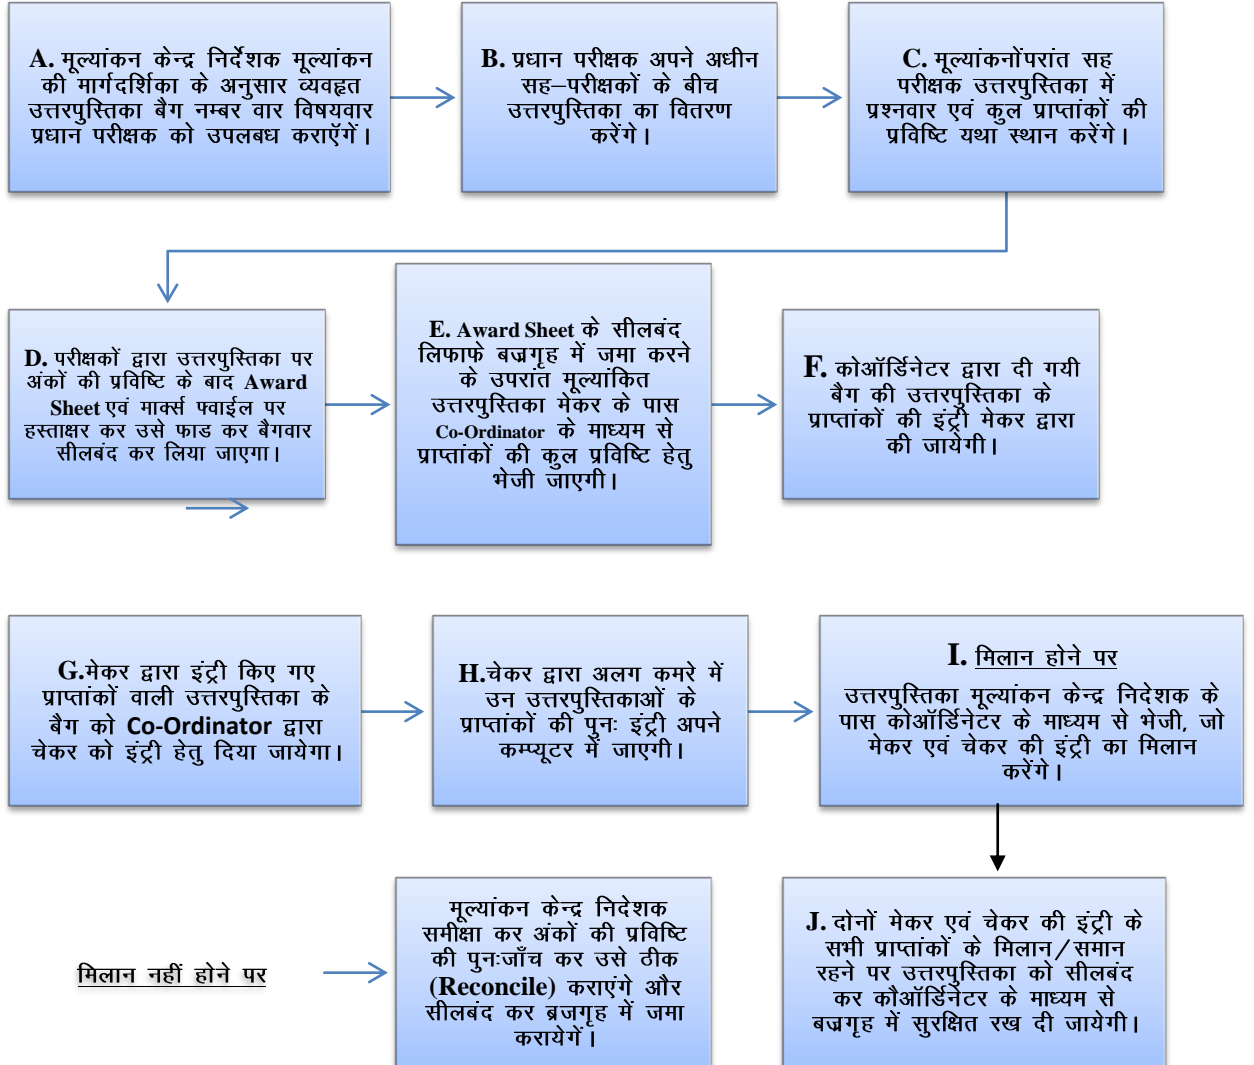 A. मूल्यांकन केन्द्र निर्देशक मूल्यांकन
की मार्गदर्शिका के अनुसार व्यवहृत
उत्तरपुस्तिका बैग नम्बर वार विषयवार
प्रधान परीक्षक को उपलबध कराऍगें।
B. प्रधान परीक्षक अपने अधीन
सह–परीक्षकों के बीच
उत्तरपुस्तिका का वितरण
करेंगे।
C. मूल्यांकनोंपरांत सह
परीक्षक उत्तरपुस्तिका में
प्रश्नवार एवं कुल प्राप्तांकों की
प्रविष्टि यथा स्थान करेंगे।
D. परीक्षकों द्वारा उत्तरपुस्तिका पर
अंकों की प्रविष्टि के बाद Award
Sheet एवं मार्क्स फ्वाईल पर
हस्ताक्षर कर उसे फाड कर बैगवार
सीलबंद कर लिया जाएगा।
E. Award Sheet के सीलबंद
लिफाफे बज्रगृह में जमा करने
के उपरांत मूल्यांकित
उत्तरपुस्तिका मेकर के पास
Co-Ordinator के माध्यम से
प्राप्तांकों की कुल प्रविष्टि हेतु
भेजी जाएगी।
F. कोऑर्डिनेटर द्वारा दी गयी
बैग की उत्तरपुस्तिका के
प्राप्तांकों की इंट्री मेकर द्वारा
की जायेगी।
G.मेकर द्वारा इंट्री किए गए
प्राप्तांकों वाली उत्तरपुस्तिका के
बैग को Co-Ordinator द्वारा
चेकर को इंट्री हेतु दिया जायेगा।
H.चेकर द्वारा अलग कमरे में
उन उत्तरपुस्तिकाओं के
प्राप्तांकों की पुनः इंट्री अपने
कम्प्यूटर में जाएगी।
I. मिलान होने पर
उत्तरपुस्तिका मूल्यांकन केन्द्र निदेशक के
पास कोऑर्डिनेटर के माध्यम से भेजी, जो
मेकर एवं चेकर की इंट्री का मिलान
करेंगे।
मिलान नहीं होने पर
मूल्यांकन केन्द्र निदेशक
समीक्षा कर अंकों की प्रविष्टि
की पुनःजाँच कर उसे ठीक
(Reconcile) कराएंगे और
सीलबंद कर ब्रजगृह में जमा
करायेगें।
J. दोनों मेकर एवं चेकर की इंट्री के
सभी प्राप्तांकों के मिलान/समान
रहने पर उत्तरपुस्तिका को सीलबंद
कर कौऑर्डिनेटर के माध्यम से
बज्रगृह में सुरक्षित रख दी जायेगी।